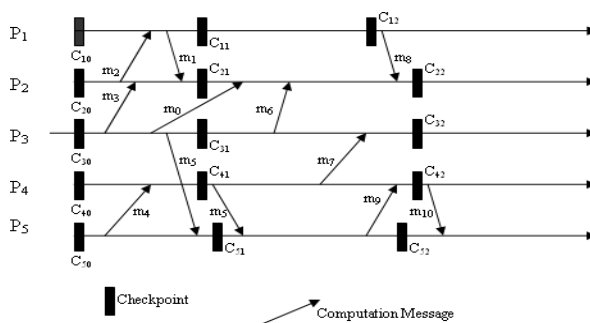 C12
P1
C11
C10
m1
m8
m2
P2
C21
C22
m3
C20
m0
m6
C32
P3
C31
C30
m5
m7
C41
C42
P4
C40
m4
m5
m9
m10
P5
C51
C52
C50
Checkpoint
Computation Message